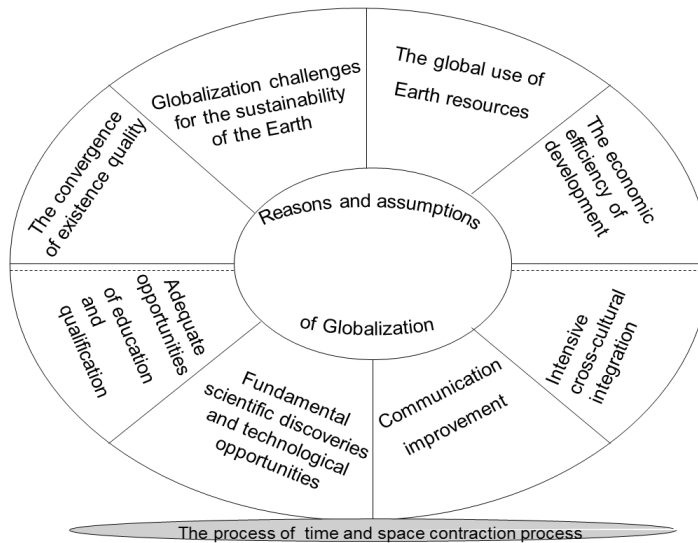 Globalization challenges
for the sustainability
of the Earth
The global use of
Earth resources
The economic
efficiency of
development
Intensive
cross-cultural
integration
Communication
improvement
Fundamental
scientific discoveries
and technological
opportunities
Adequate
opportunities
of education
and
qualification
The convergence
of existence quality
Reasons and assumptions
of Globalization
The process of time and space contraction process